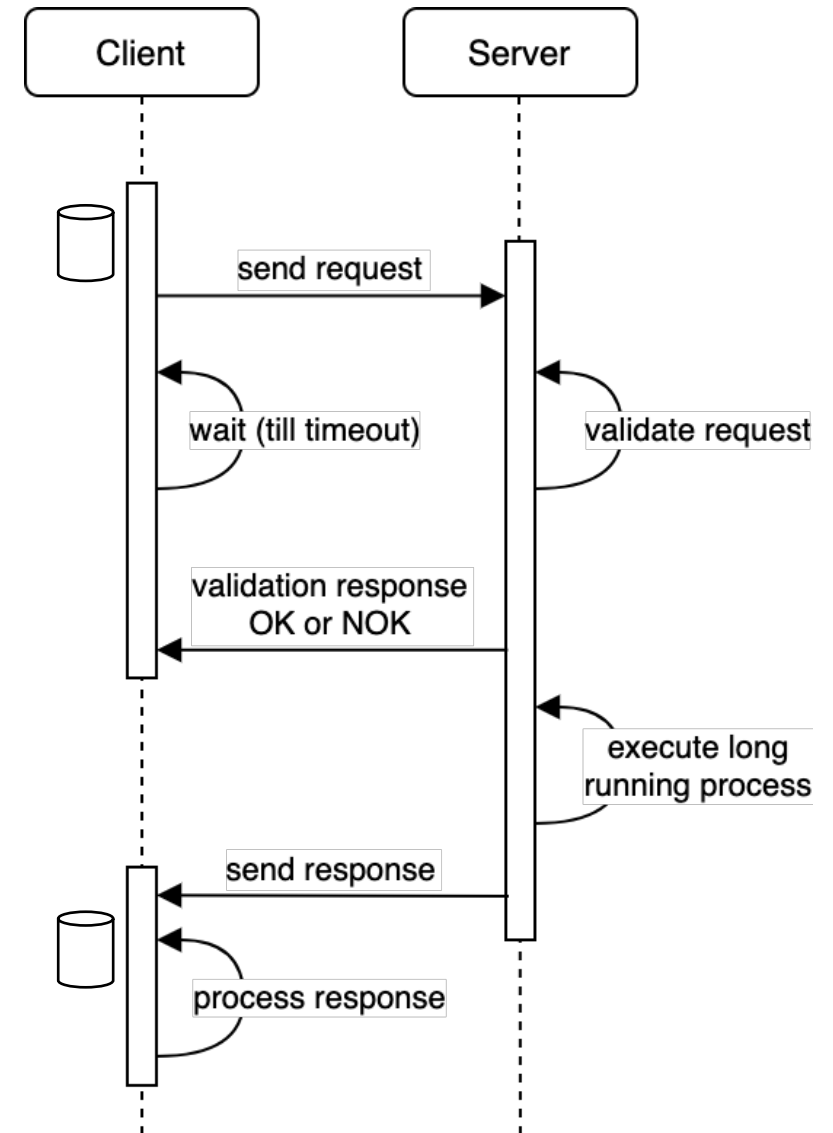 Client
Server
send request
wait (till timeout)
validate request
validation response
OK or NOK
execute long
running process
send response
process response